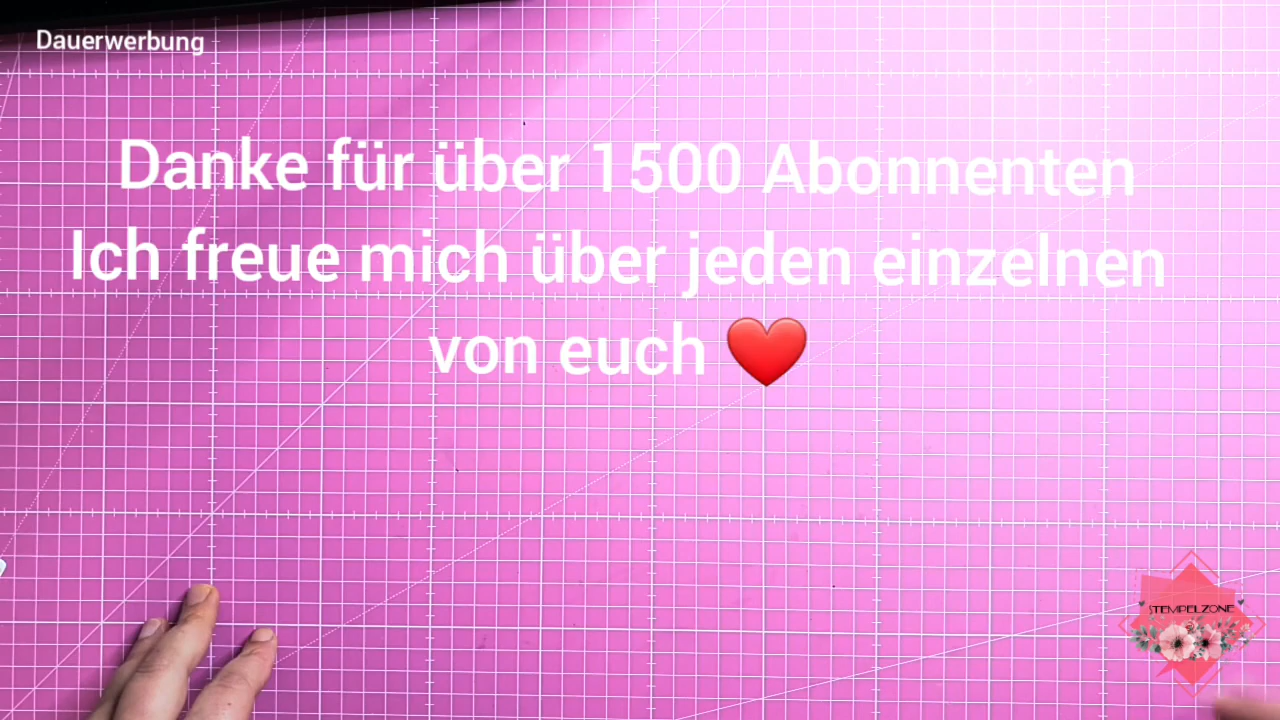 Dauerwerbung
Danke für über 1500 Abonnenten
Ich freue mich über jeden einzelnen
von euch ❤️
STEMPELZONE